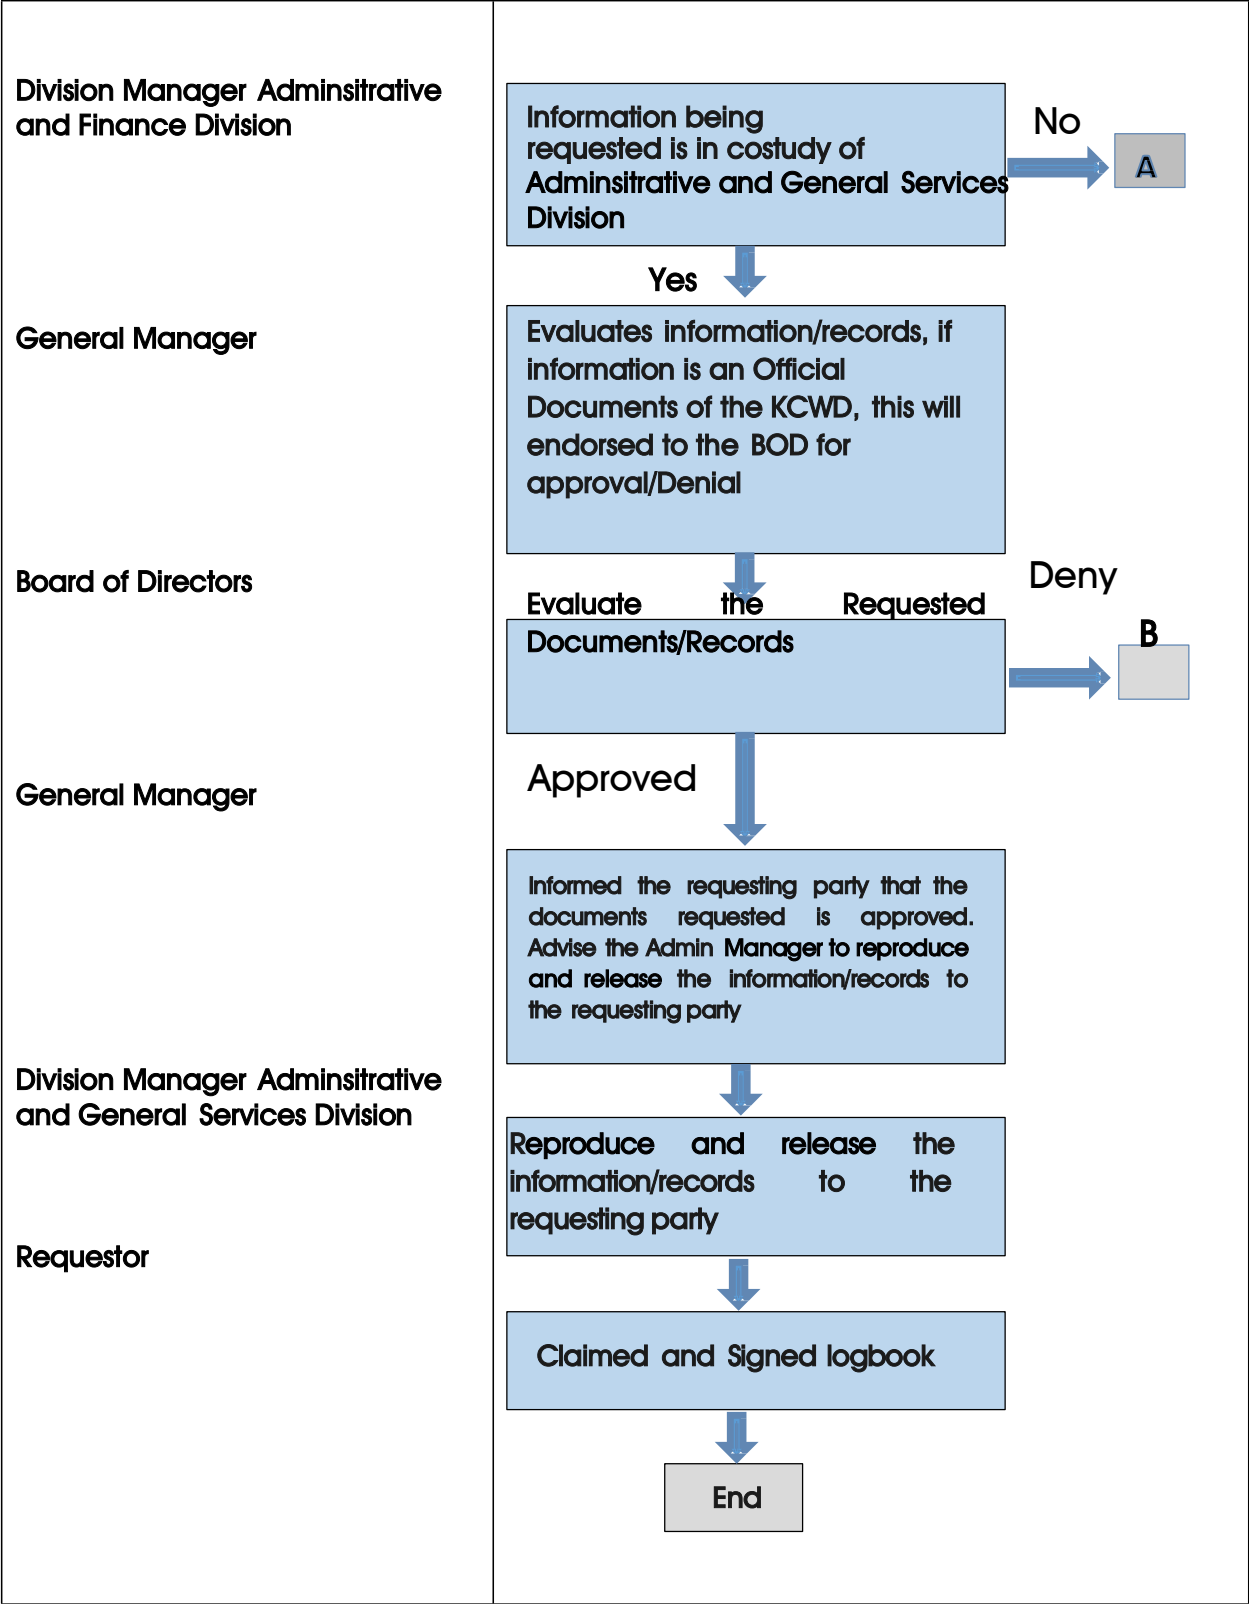 Division Manager Adminsitrative
and Finance Division
Information being
requested is in costudy of
Adminsitrative and General Services
Division
No
A
Yes
General Manager
Evaluates information/records, if
information is an Official
Documents of the KCWD, this will
endorsed to the BOD for
approval/Denial
Board of Directors
Deny
Evaluate the Requested
Documents/Records
B
General Manager
Approved
Informed the requesting party that the
documents requested is approved.
Advise the Admin Manager to reproduce
and release the information/records to
the requesting party
Division Manager Adminsitrative
and General Services Division
Reproduce and release the
information/records to the
requesting party
Requestor
Claimed and Signed logbook
End